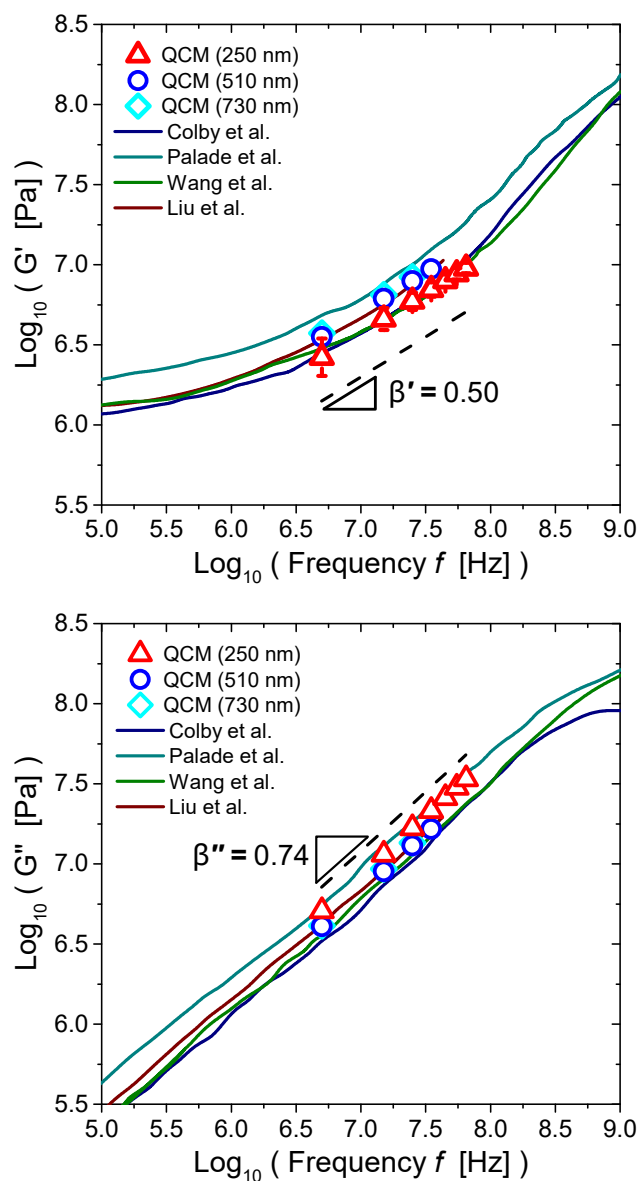 8.5
8.0
7.5
7.0
6.5
6.0
5.5
Log10 ( G' [Pa] )
QCM (250 nm)
QCM (510 nm)
QCM (730 nm)
Colby et al.
Palade et al.
Wang et al.
Liu et al.
β′ = 0.50
5.0 5.5 6.0 6.5 7.0 7.5 8.0 8.5 9.0
Log10 ( Frequency f [Hz] )
8.5
8.0
7.5
7.0
6.5
6.0
5.5
Log10 ( G" [Pa] )
QCM (250 nm)
QCM (510 nm)
QCM (730 nm)
Colby et al.
Palade et al.
Wang et al.
Liu et al.
β″ = 0.74
5.0 5.5 6.0 6.5 7.0 7.5 8.0 8.5 9.0
Log10 ( Frequency f [Hz] )